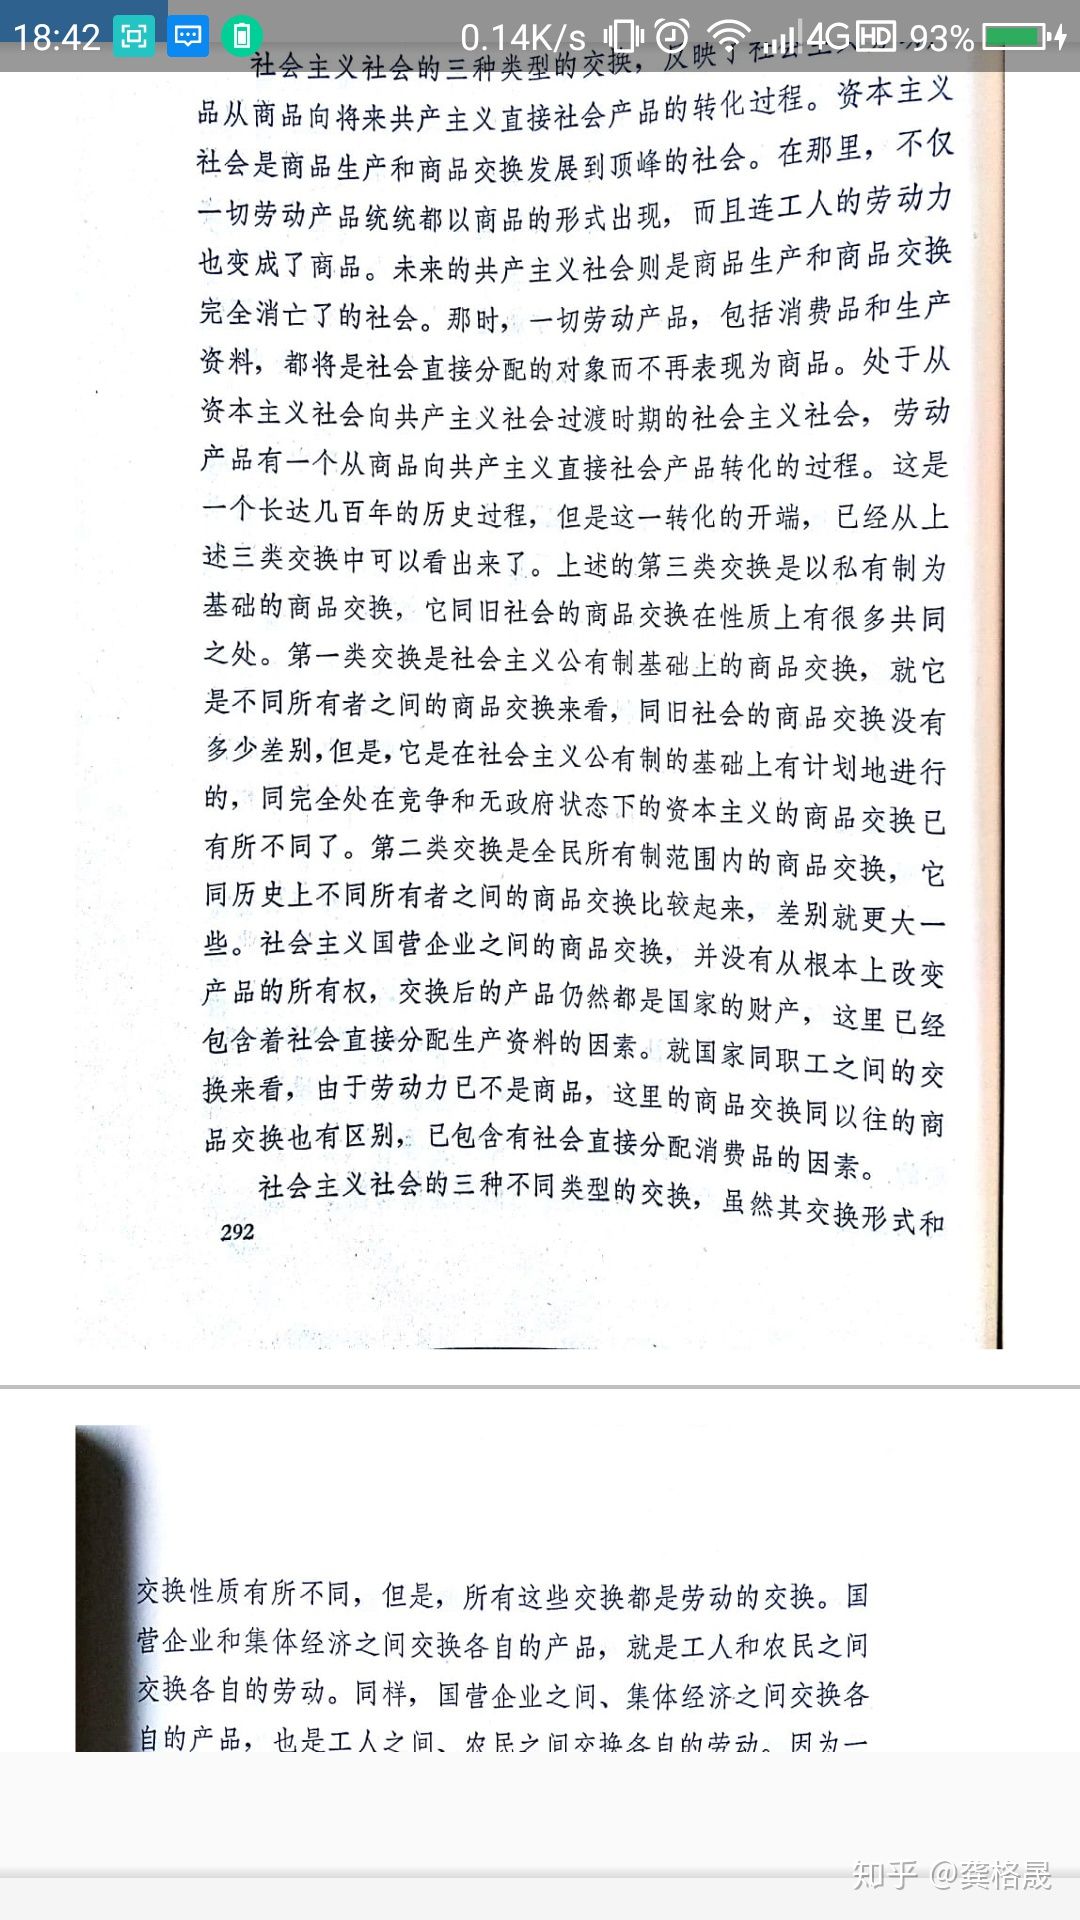 18:42
0.14K/s 4G HD 93%
社会主义社会的三种类型的交换，反映了社会主义
品从商品向将来共产主义直接社会产品的转化过程。资本主义
社会是商品生产和商品交换发展到顶峰的社会。在那里，不仅
一切劳动产品统统都以商品的形式出现，而且连工人的劳动力
也变成了商品。未来的共产主义社会则是商品生产和商品交换
完全消亡了的社会。那时，一切劳动产品，包括消费品和生产
资料，都将是社会直接分配的对象而不再表现为商品。处于从
资本主义社会向共产主义社会过渡时期的社会主义社会，劳动
产品有一个从商品向共产主义直接社会产品转化的过程。这是
一个长达几百年的历史过程，但是这一转化的开端，已经从上
述三类交换中可以看出来了。上述的第三类交换是以私有制为
基础的商品交换，它同旧社会的商品交换在性质上有很多共同
之处。第一类交换是社会主义公有制基础上的商品交换，就它
是不同所有者之间的商品交换来看，同旧社会的商品交换没有
多少差别，但是，它是在社会主义公有制的基础上有计划地进行
的，同完全处在竞争和无政府状态下的资本主义的商品交换已
有所不同了。第二类交换是全民所有制范围内的商品交换，它
同历史上不同所有者之间的商品交换比较起来，差别就更大一
些。社会主义国营企业之间的商品交换，并没有从根本上改变
产品的所有权，交换后的产品仍然都是国家的财产，这里已经
包含着社会直接分配生产资料的因素。就国家同职工之间的交
换来看，由于劳动力已不是商品，这里的商品交换同以往的商
品交换也有区别，已包含有社会直接分配消费品的因素。
社会主义社会的三种不同类型的交换，虽然其交换形式和
292
交换性质有所不同，但是，所有这些交换都是劳动的交换。国
营企业和集体经济之间交换各自的产品，就是工人和农民之间
交换各自的劳动。同样，国营企业之间、集体经济之间交换各
自的产品，也是工人之间、农民之间交换各自的劳动。因为一
知乎 @龚格晟